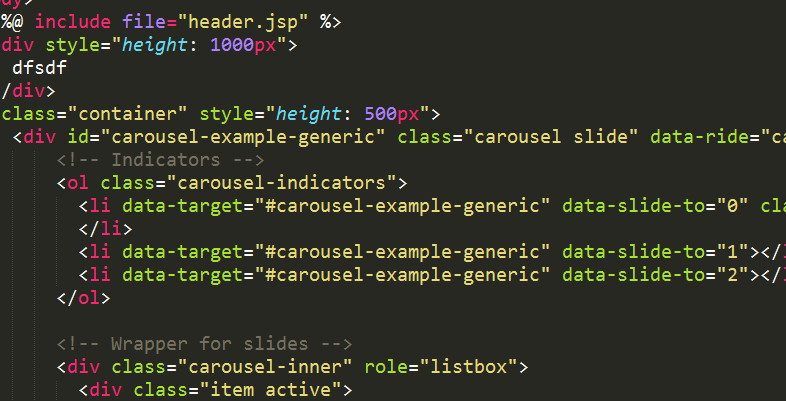 dy>
%@ include file="header.jsp" %>
div style="height: 1000px">
dfsdf
/div>
class="container" style="height: 500px">
<div id="carousel-example-generic" class="carousel slide" data-ride="ca
<!-- Indicators -->
<ol class="carousel-indicators">
<li data-target="#carousel-example-generic" data-slide-to="0" cla
</li>
<li data-target="#carousel-example-generic" data-slide-to="1"></l
<li data-target="#carousel-example-generic" data-slide-to="2"></l
</ol>
<!-- Wrapper for slides -->
<div class="carousel-inner" role="listbox">
<div class="item active">